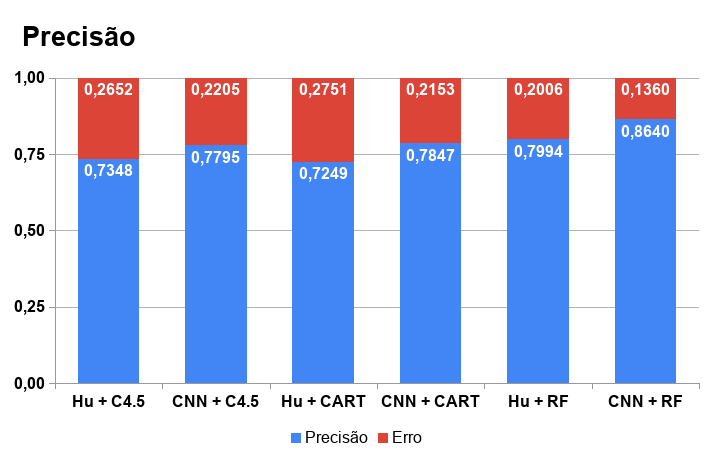 Precisão
1,00
0,2652 0,2205 0,2751 0,2153 0,2006 0,1360
0,7348 0,7795 0,7249 0,7847 0,7994 0,8640
0,75
0,50
0,25
0,00
Hu + C4.5 CNN + C4.5 Hu + CART CNN + CART Hu + RF CNN + RF
Precisão Erro